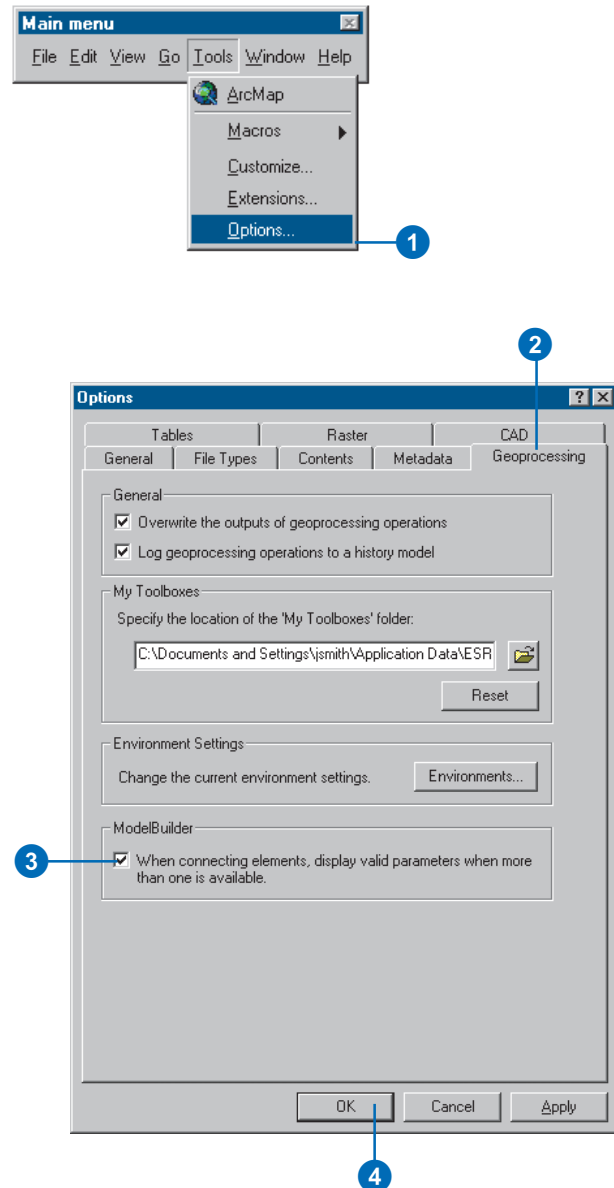 Main menu
File Edit View Go Tools Window Help
ArcMap
Macros
Customize...
Extensions...
Options...
1
2
Options
Tables Raster CAD
General File Types Contents Metadata Geoprocessing
General
Overwrite the outputs of geoprocessing operations
Log geoprocessing operations to a history model
My Toolboxes
Specify the location of the 'My Toolboxes' folder:
C:\Documents and Settings\jsmith\Application Data\ESR
Reset
Environment Settings
Change the current environment settings. Environments...
ModelBuilder
3
When connecting elements, display valid parameters when more
than one is available.
OK Cancel Apply
4